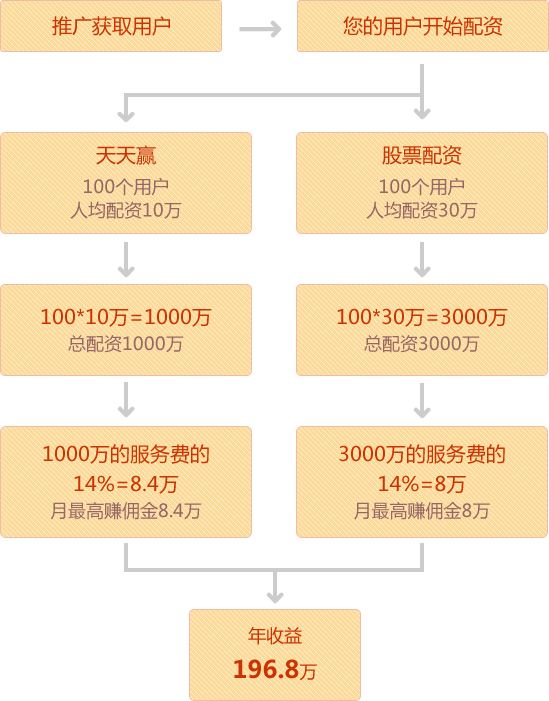 推广获取用户
您的用户开始配资
天天赢
100个用户
人均配资10万
股票配资
100个用户
人均配资30万
100*10万=1000万
总配资1000万
100*30万=3000万
总配资3000万
1000万的服务费的
14%=8.4万
月最高赚佣金8.4万
3000万的服务费的
14%=8万
月最高赚佣金8万
年收益
196.8万